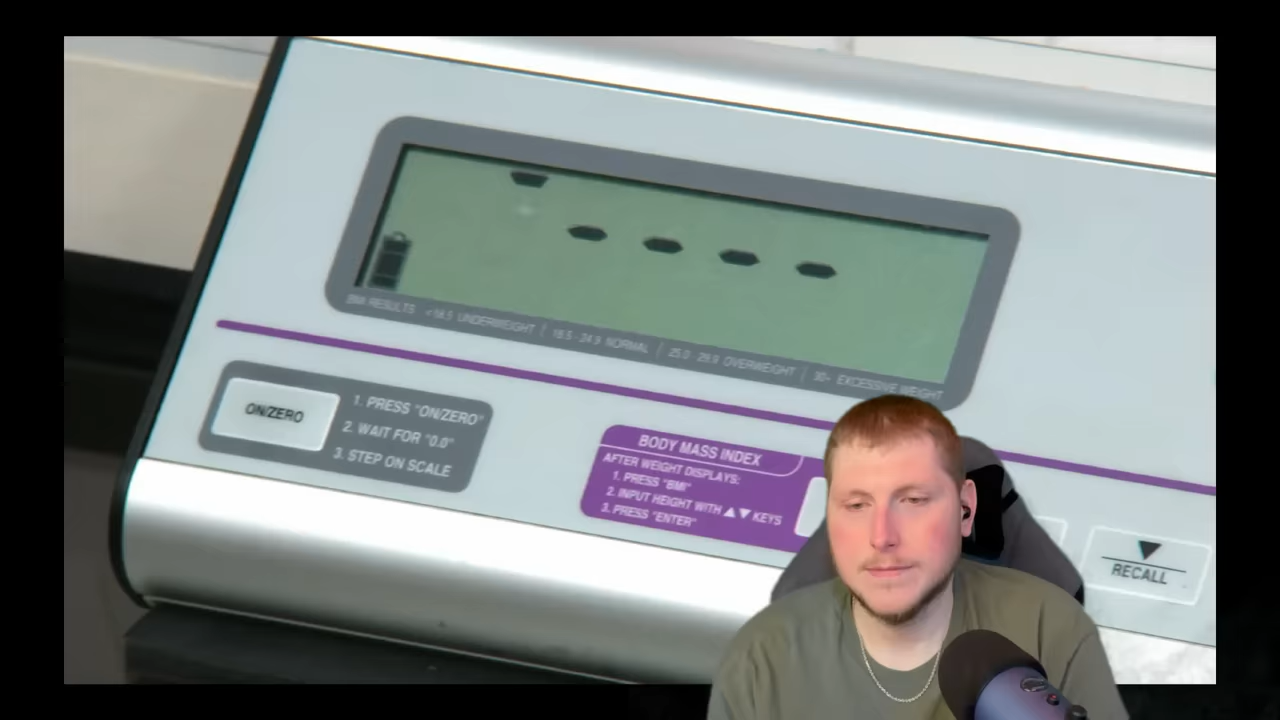 BMI RESULTS <18.5 UNDERWEIGHT | 18.5 - 24.9 NORMAL | 25.0 29.9 OVERWEIGHT | 30+ EXCESSIVE WEIGHT
ON/ZERO
1. PRESS "ON/ZERO"
2. WAIT FOR "0.0"
3. STEP ON SCALE
BODY MASS INDEX
AFTER WEIGHT DISPLAYS:
1. PRESS "BMI"
2. INPUT HEIGHT WITH ▲▼ KEYS
3. PRESS "ENTER"
▼
RECALL